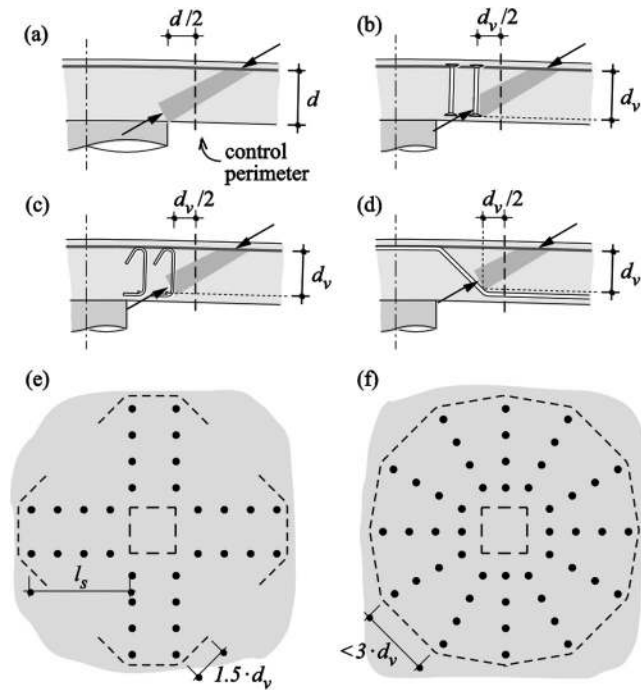 (a)
d/2
d
control
perimeter
(b)
d_v/2
d_v
(c)
d_v/2
d_v
(d)
d_v/2
d_v
(e)
l_s
1.5·d_v
(f)
<3·d_v